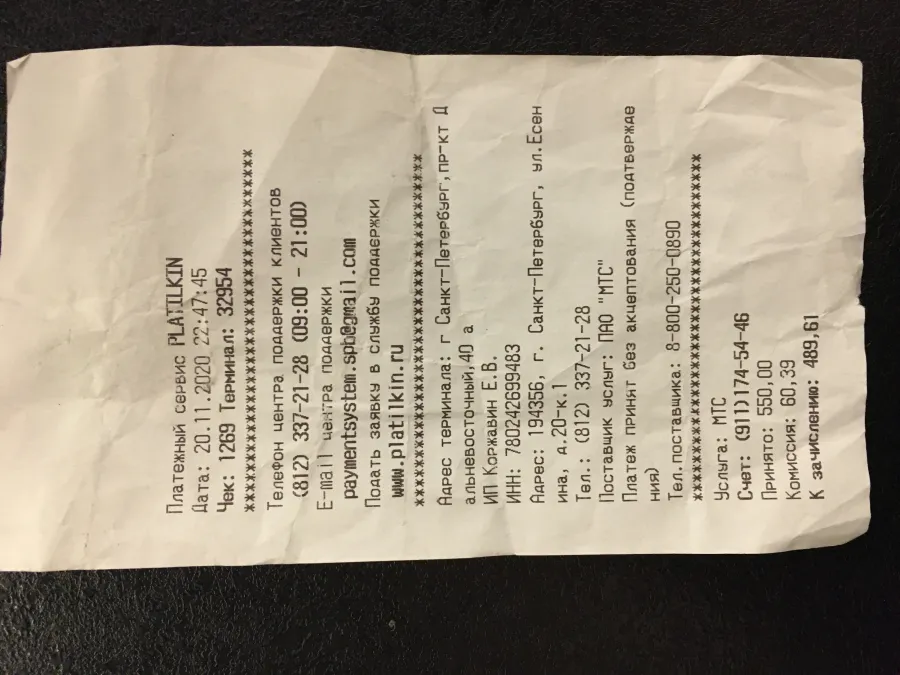 Платежный сервис PLATILKIN
Дата: 20.11.2020 22:47:45
Чек: 1269 Терминал: 32954
************************************
Телефон центра поддержки клиентов
(812) 337-21-28 (09:00 - 21:00)
E-mail центра поддержки
paymentsystem.spb@gmail.com
Подать заявку в службу поддержки
www.platilkin.ru
************************************
Адрес терминала: г Санкт-Петербург,пр-кт Д
альневосточный,40 а
ИП Коржавин Е.В.
ИНН: 780242699483
Адрес: 194356, г. Санкт-Петербург, ул.Есен
ина, д.20-к.1
Тел.: (812) 337-21-28
Поставщик услуг: ПАО "МТС"
Платеж принят без акцептования (подтвержде
ния)
Тел.поставщика: 8-800-250-0890
************************************
Услуга: МТС
Счет: (911)174-54-46
Принято: 550,00
Комиссия: 60,39
К зачислению: 489,61